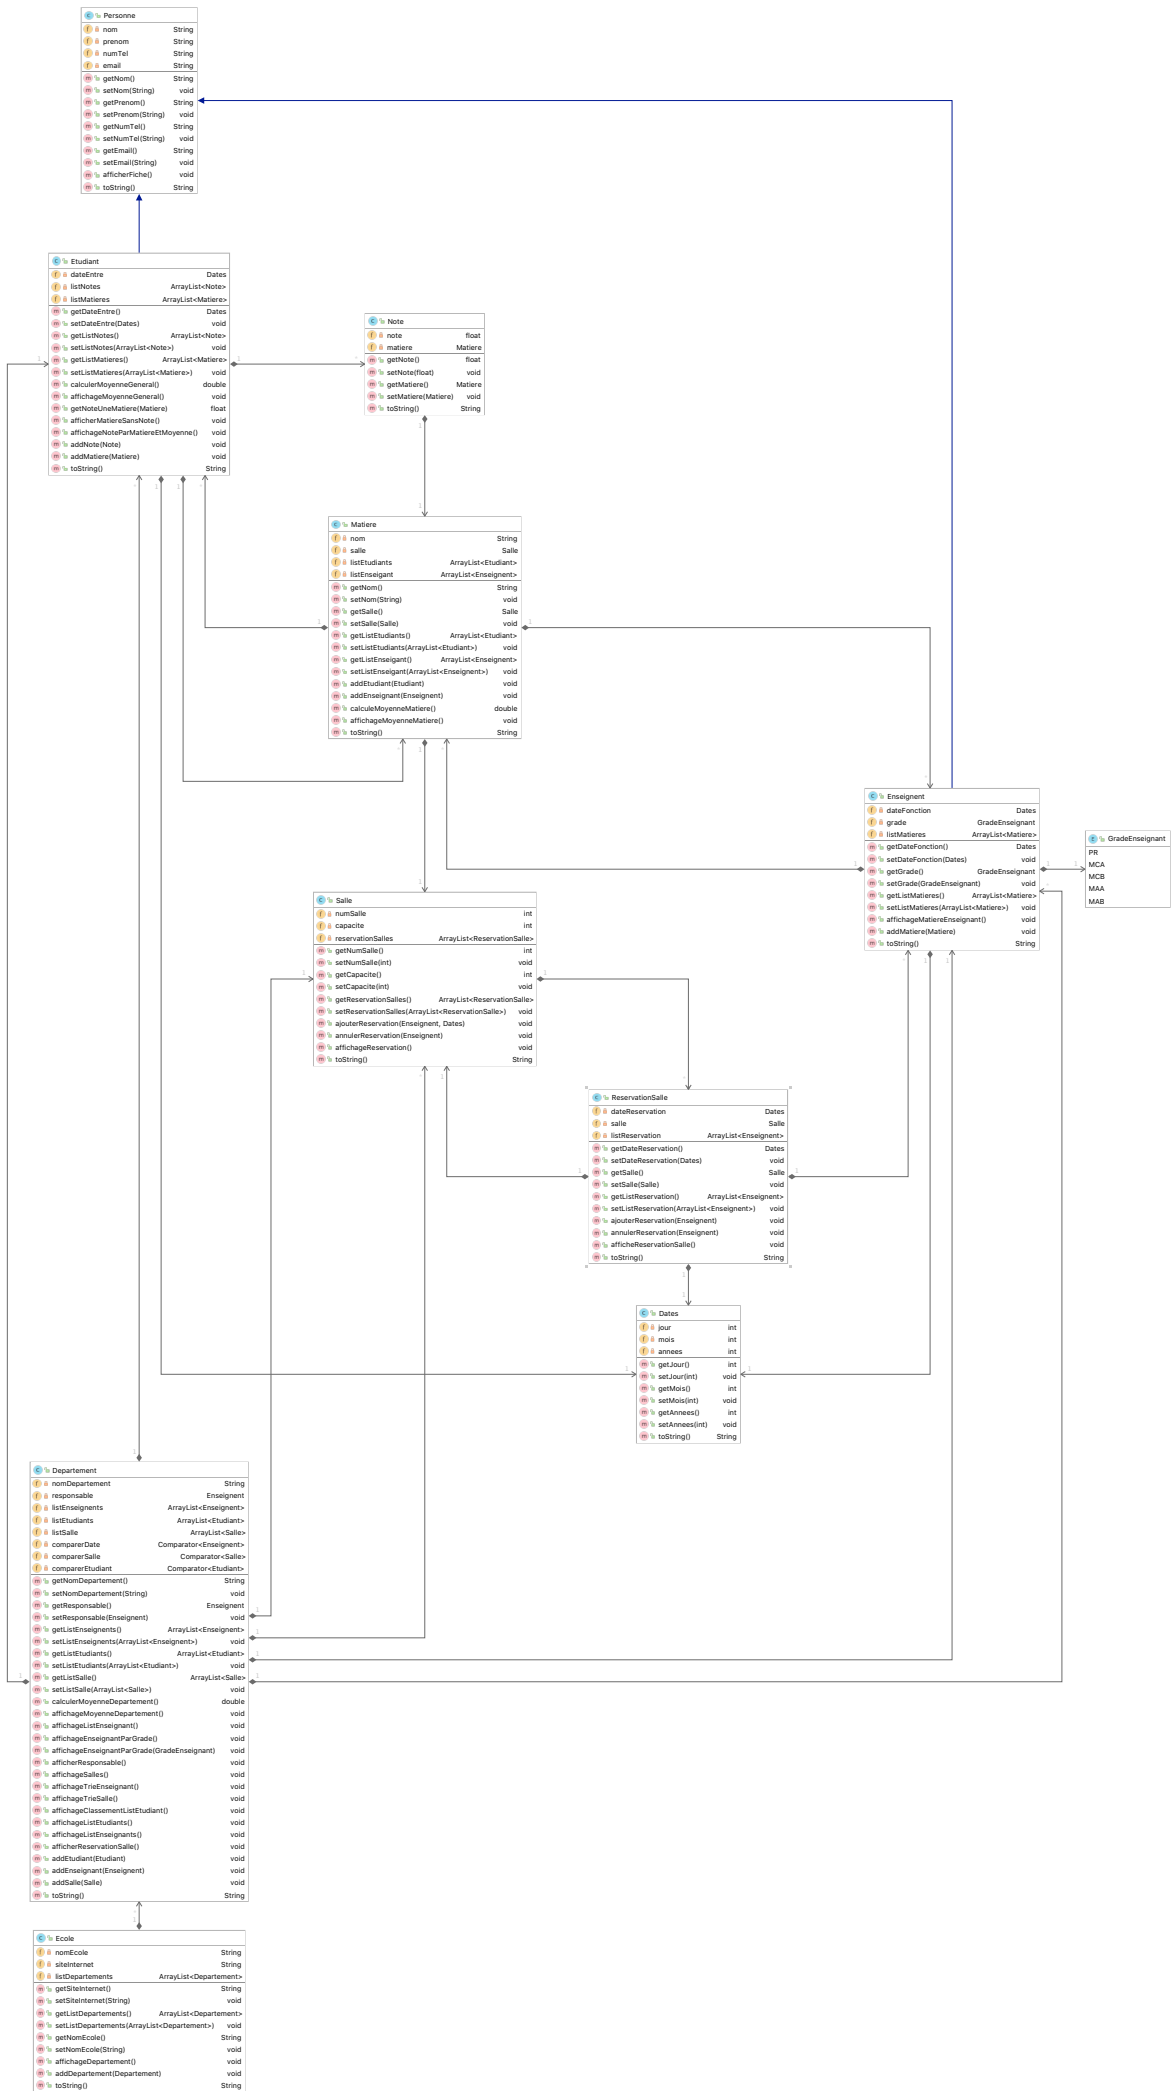 Personne
nom String
prenom String
numTel String
email String
getNom() String
setNom(String) void
getPrenom() String
setPrenom(String) void
getNumTel() String
setNumTel(String) void
getEmail() String
setEmail(String) void
afficherFiche() void
toString() String
Etudiant
dateEntre Dates
listNotes ArrayList<Note>
listMatieres ArrayList<Matiere>
getDateEntre() Dates
setDateEntre(Dates) void
getListNotes() ArrayList<Note>
setListNotes(ArrayList<Note>) void
getListMatieres() ArrayList<Matiere>
setListMatieres(ArrayList<Matiere>) void
calculerMoyenneGeneral() double
affichageMoyenneGeneral() void
getNoteUneMatiere(Matiere) float
afficherMatiereSansNote() void
affichageNoteParMatiereEtMoyenne() void
addNote(Note) void
addMatiere(Matiere) void
toString() String
Note
note float
matiere Matiere
getNote() float
setNote(float) void
getMatiere() Matiere
setMatiere(Matiere) void
toString() String
Matiere
nom String
salle Salle
listEtudiants ArrayList<Etudiant>
listEnseigant ArrayList<Enseignent>
getNom() String
setNom(String) void
getSalle() Salle
setSalle(Salle) void
getListEtudiants() ArrayList<Etudiant>
setListEtudiants(ArrayList<Etudiant>) void
getListEnseigant() ArrayList<Enseignent>
setListEnseigant(ArrayList<Enseignent>) void
addEtudiant(Etudiant) void
addEnseignant(Enseignent) void
calculeMoyenneMatiere() double
affichageMoyenneMatiere() void
toString() String
Enseignent
dateFonction Dates
grade GradeEnseignant
listMatieres ArrayList<Matiere>
getDateFonction() Dates
setDateFonction(Dates) void
getGrade() GradeEnseignant
setGrade(GradeEnseignant) void
getListMatieres() ArrayList<Matiere>
setListMatieres(ArrayList<Matiere>) void
affichageMatiereEnseignant() void
addMatiere(Matiere) void
toString() String
GradeEnseignant
PR
MCA
MCB
MAA
MAB
Salle
numSalle int
capacite int
reservationSalles ArrayList<ReservationSalle>
getNumSalle() int
setNumSalle(int) void
getCapacite() int
setCapacite(int) void
getReservationSalles() ArrayList<ReservationSalle>
setReservationSalles(ArrayList<ReservationSalle>) void
ajouterReservation(Enseignent, Dates) void
annulerReservation(Enseignent) void
affichageReservation() void
toString() String
ReservationSalle
dateReservation Dates
salle Salle
listReservation ArrayList<Enseignent>
getDateReservation() Dates
setDateReservation(Dates) void
getSalle() Salle
setSalle(Salle) void
getListReservation() ArrayList<Enseignent>
setListReservation(ArrayList<Enseignent>) void
ajouterReservation(Enseignent) void
annulerReservation(Enseignent) void
afficheReservationSalle() void
toString() String
Dates
jour int
mois int
annees int
getJour() int
setJour(int) void
getMois() int
setMois(int) void
getAnnees() int
setAnnees(int) void
toString() String
Departement
nomDepartement String
responsable Enseignent
listEnseignents ArrayList<Enseignent>
listEtudiants ArrayList<Etudiant>
listSalle ArrayList<Salle>
comparerDate Comparator<Enseignent>
comparerSalle Comparator<Salle>
comparerEtudiant Comparator<Etudiant>
getNomDepartement() String
setNomDepartement(String) void
getResponsable() Enseignent
setResponsable(Enseignent) void
getListEnseignents() ArrayList<Enseignent>
setListEnseignents(ArrayList<Enseignent>) void
getListEtudiants() ArrayList<Etudiant>
setListEtudiants(ArrayList<Etudiant>) void
getListSalle() ArrayList<Salle>
setListSalle(ArrayList<Salle>) void
calculerMoyenneDepartement() double
affichageMoyenneDepartement() void
affichageListEnseignant() void
affichageEnseignantParGrade() void
affichageEnseignantParGrade(GradeEnseignant) void
afficherResponsable() void
affichageSalles() void
affichageTrieEnseignant() void
affichageTrieSalle() void
affichageClassementListEtudiant() void
affichageListEtudiants() void
affichageListEnseignants() void
afficherReservationSalle() void
addEtudiant(Etudiant) void
addEnseignant(Enseignent) void
addSalle(Salle) void
toString() String
Ecole
nomEcole String
siteInternet String
listDepartements ArrayList<Departement>
getSiteInternet() String
setSiteInternet(String) void
getListDepartements() ArrayList<Departement>
setListDepartements(ArrayList<Departement>) void
getNomEcole() String
setNomEcole(String) void
affichageDepartement() void
addDepartement(Departement) void
toString() String